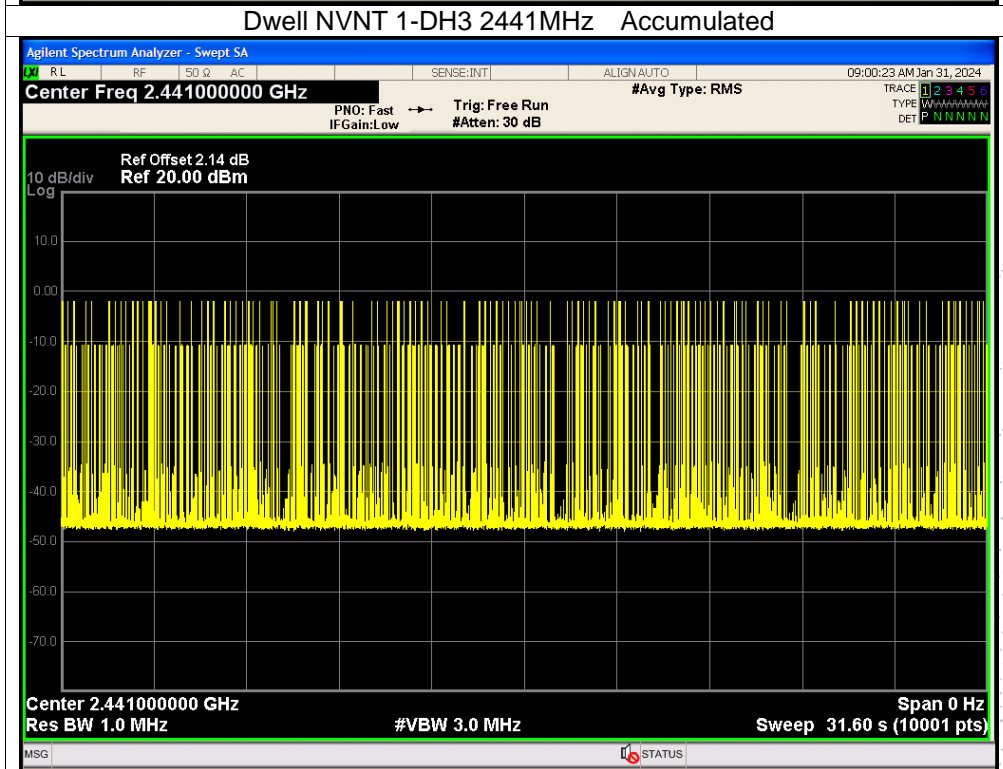 Dwell NVNT 1-DH3 2441MHz Accumulated
Agilent Spectrum Analyzer - Swept SA
LXI RL RF 50 Ω AC SENSE:INT ALIGN AUTO 09:00:23 AM Jan 31, 2024
Center Freq 2.441000000 GHz #Avg Type: RMS TRACE 1 2 3 4 5 6
PNO: Fast Trig: Free Run TYPE WWWWWW
IFGain:Low #Atten: 30 dB DET P N N N N N
Ref Offset 2.14 dB
10 dB/div Ref 20.00 dBm
Log
10.0
0.00
-10.0
-20.0
-30.0
-40.0
-50.0
-60.0
-70.0
Center 2.441000000 GHz Span 0 Hz
Res BW 1.0 MHz #VBW 3.0 MHz Sweep 31.60 s (10001 pts)
MSG STATUS